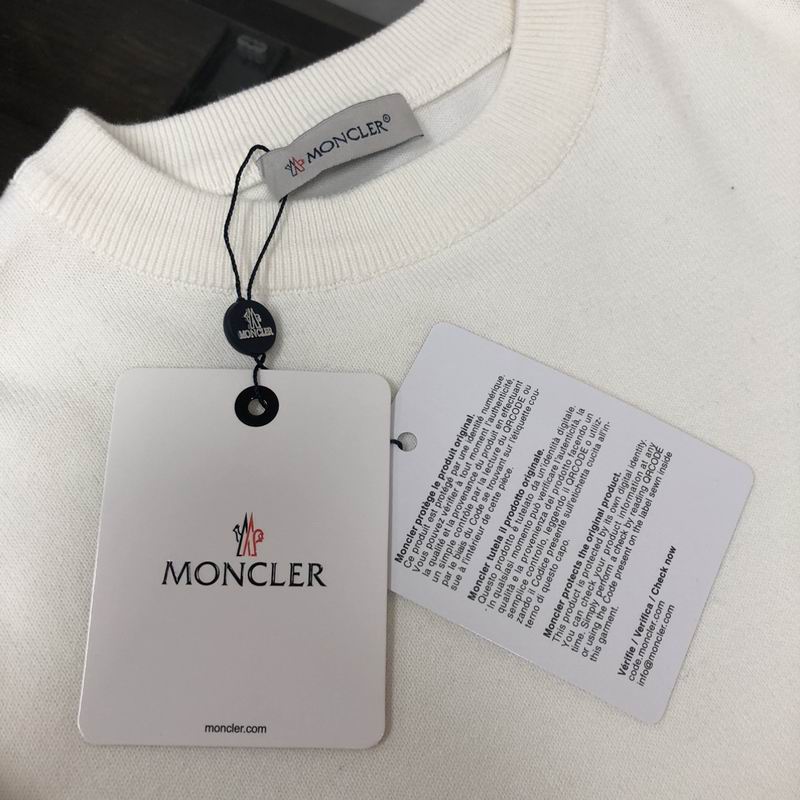 MONCLER®
MONCLER
MONCLER
moncler.com
Moncler protège le produit original.
Ce produit est protégé par une identité numérique.
Vous pouvez vérifier à tout moment l'authenticité,
la qualité et la provenance du produit en effectuant
un simple contrôle par la lecture du QRCODE ou
par le biais du Code se trouvant sur l'étiquette cou-
sue à l'intérieur de cette pièce.
Moncler tutela il prodotto originale.
Questo prodotto è tutelato da un'identità digitale.
In qualsiasi momento può verificare l'autenticità, la
qualità e la provenienza del prodotto facendo un
semplice controllo, leggendo il QRCODE o utiliz-
zando il Codice presente sull'etichetta cucita all'in-
terno di questo capo.
Moncler protects the original product.
This product is protected by its own digital identity.
You can check your product information at any
time. Simply perform a check by reading QRCODE
or using the Code present on the label sewn inside
this garment.
Vérifie / Verifica / Check now
code.moncler.com
info@moncler.com